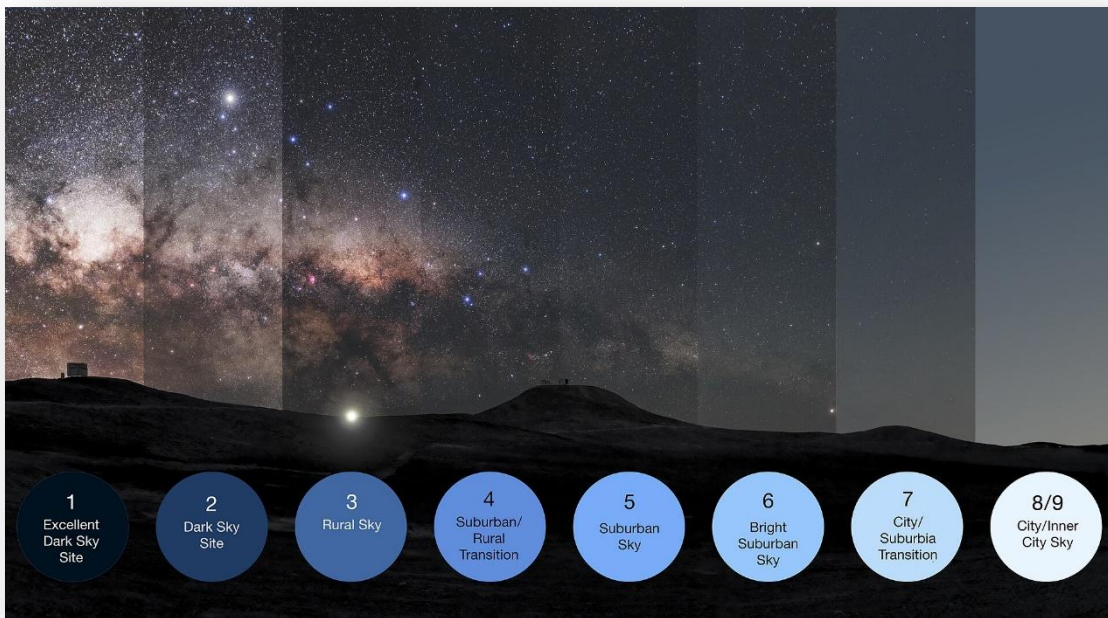 1
Excellent
Dark Sky
Site
2
Dark Sky
Site
3
Rural Sky
4
Suburban/
Rural
Transition
5
Suburban
Sky
6
Bright
Suburban
Sky
7
City/
Suburbia
Transition
8/9
City/Inner
City Sky